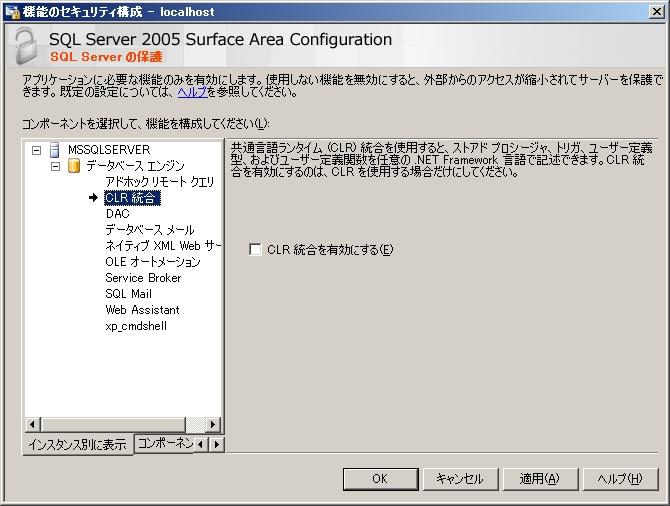 機能のセキュリティ構成 - localhost
SQL Server 2005 Surface Area Configuration
SQL Server の保護
アプリケーションに必要な機能のみを有効にします。使用しない機能を無効にすると、外部からのアクセスが縮小されてサーバーを保護で
きます。既定の設定については、ヘルプを参照してください。
コンポーネントを選択して、機能を構成してください(L):
MSSQLSERVER
データベース エンジン
アドホック リモート クエリ
CLR 統合
DAC
データベース メール
ネイティブ XML Web サー
OLE オートメーション
Service Broker
SQL Mail
Web Assistant
xp_cmdshell
インスタンス別に表示
コンポーネン
共通言語ランタイム (CLR) 統合を使用すると、ストアド プロシージャ、トリガ、ユーザー定義
型、およびユーザー定義関数を任意の .NET Framework 言語で記述できます。CLR 統
合を有効にするのは、CLR を使用する場合だけにしてください。
CLR 統合を有効にする(E)
OK
キャンセル
適用(A)
ヘルプ(H)